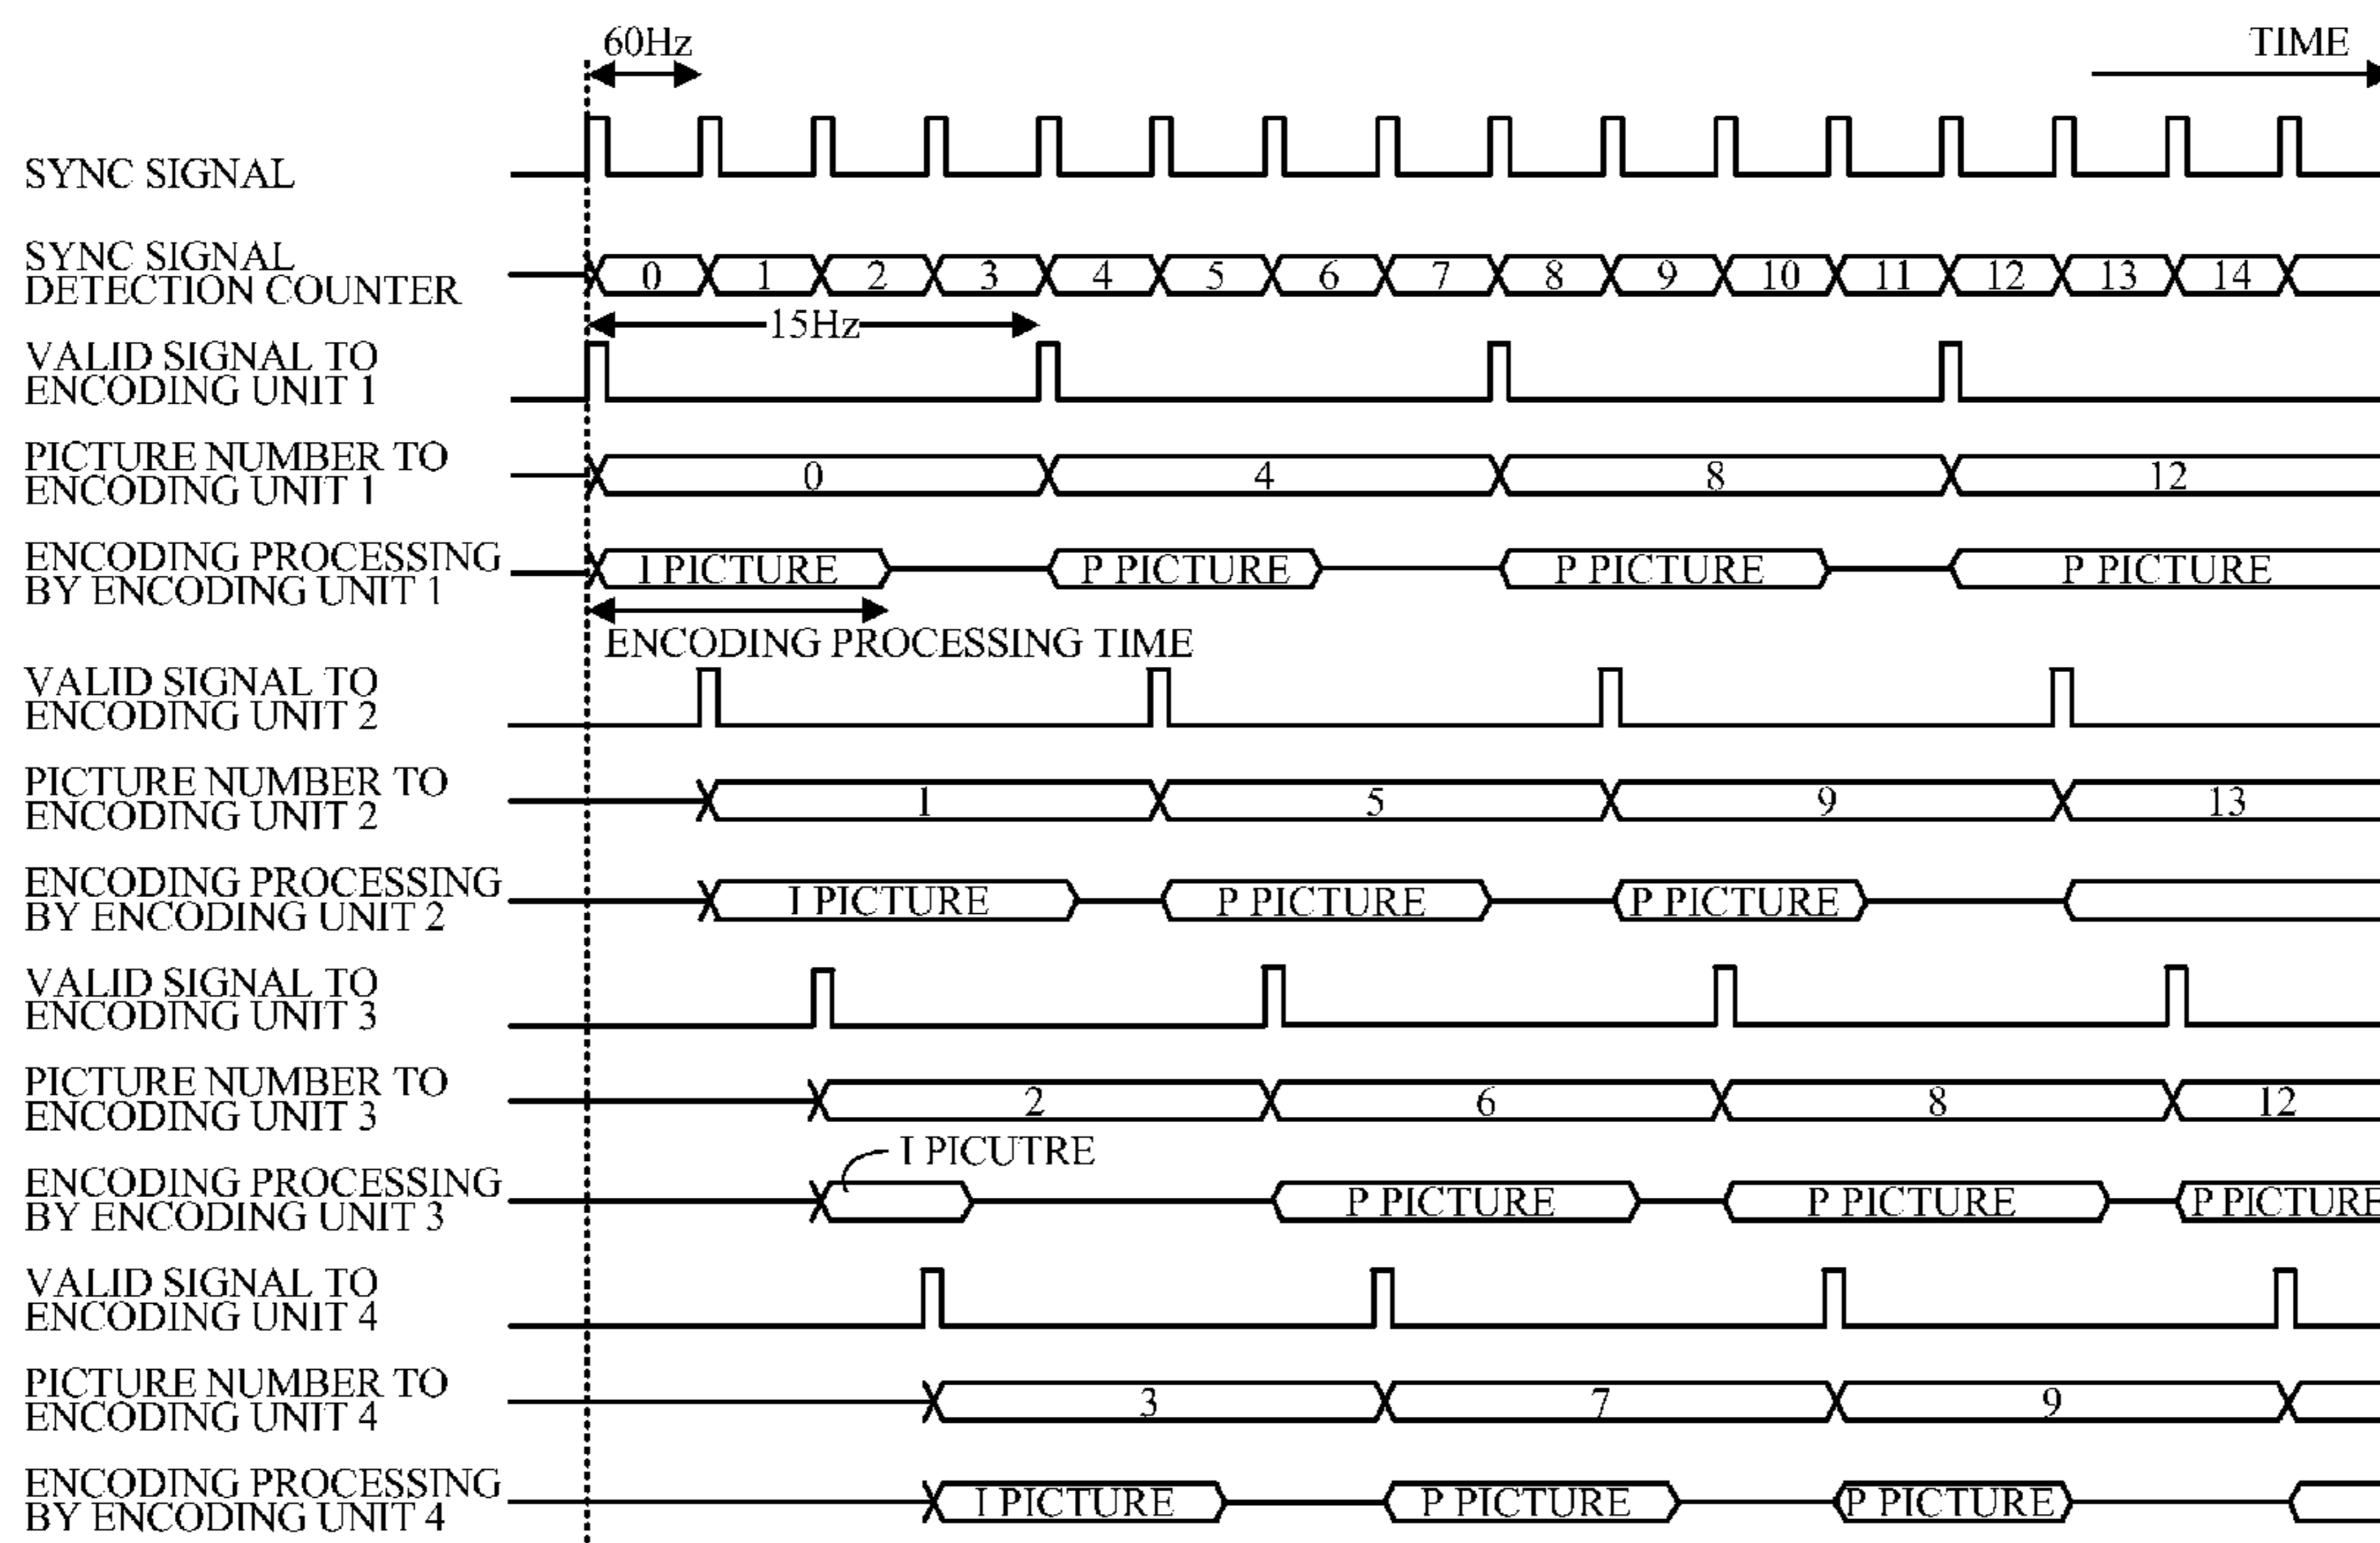 60Hz TIME
SYNC SIGNAL
SYNC SIGNAL
DETECTION COUNTER
0 1 2 3 4 5 6 7 8 9 10 11 12 13 14
15Hz
VALID SIGNAL TO
ENCODING UNIT 1
PICTURE NUMBER TO
ENCODING UNIT 1
0 4 8 12
ENCODING PROCESSING
BY ENCODING UNIT 1
I PICTURE P PICTURE P PICTURE P PICTURE
ENCODING PROCESSING TIME
VALID SIGNAL TO
ENCODING UNIT 2
PICTURE NUMBER TO
ENCODING UNIT 2
1 5 9 13
ENCODING PROCESSING
BY ENCODING UNIT 2
I PICTURE P PICTURE P PICTURE
VALID SIGNAL TO
ENCODING UNIT 3
PICTURE NUMBER TO
ENCODING UNIT 3
2 6 8 12
I PICUTRE
ENCODING PROCESSING
BY ENCODING UNIT 3
P PICTURE P PICTURE P PICTURE
VALID SIGNAL TO
ENCODING UNIT 4
PICTURE NUMBER TO
ENCODING UNIT 4
3 7 9
ENCODING PROCESSING
BY ENCODING UNIT 4
I PICTURE P PICTURE P PICTURE